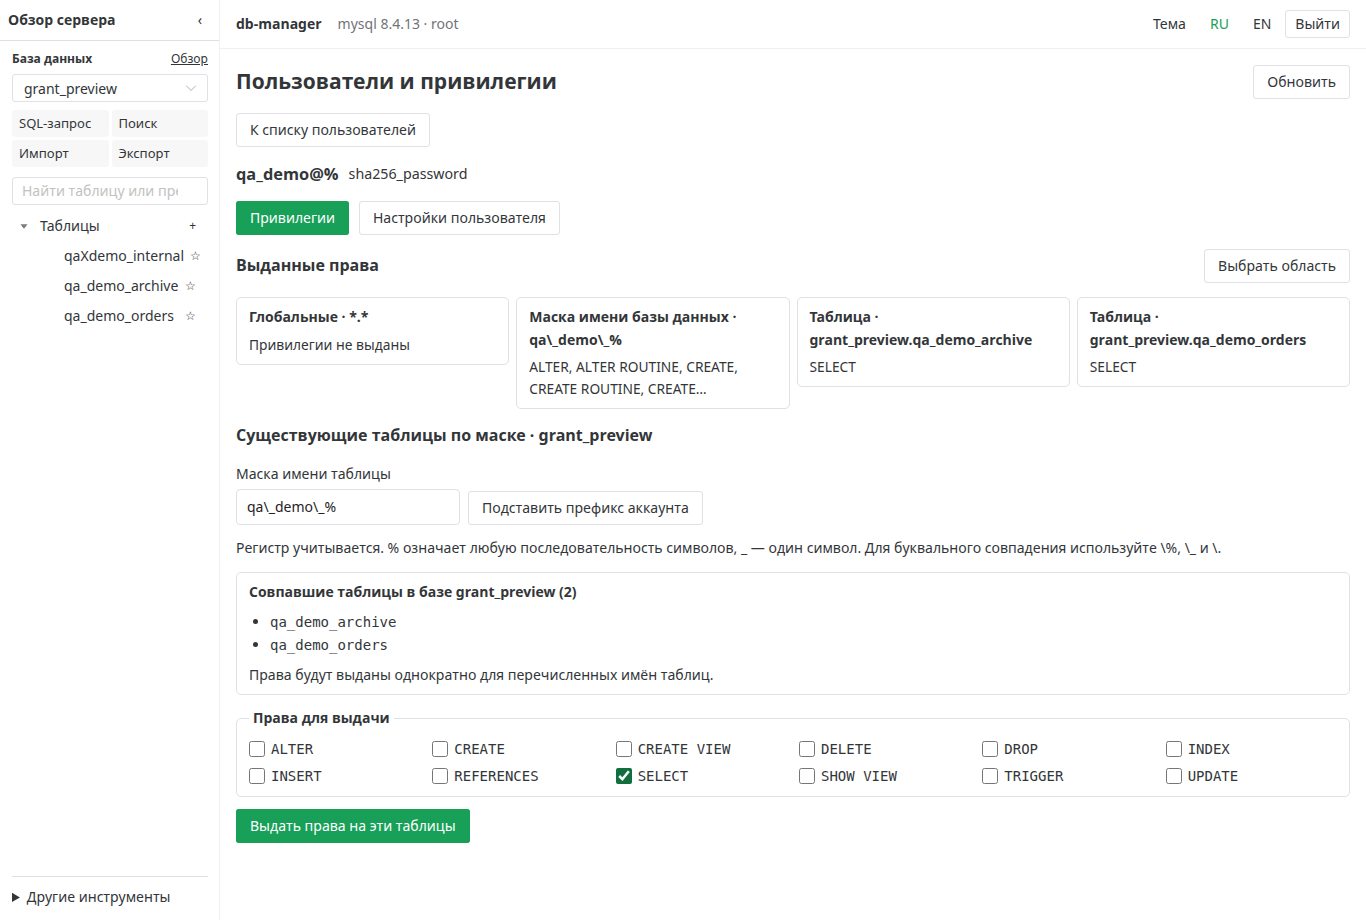 Обзор сервера
База данных
Обзор
grant_preview
SQL-запрос
Поиск
Импорт
Экспорт
Таблицы
+
qaXdemo_internal
qa_demo_archive
qa_demo_orders
Другие инструменты
db-manager
mysql 8.4.13 · root
Тема
RU
EN
Выйти
Пользователи и привилегии
Обновить
К списку пользователей
qa_demo@% sha256_password
Привилегии
Настройки пользователя
Выданные права
Выбрать область
Глобальные · *.*
Привилегии не выданы
Маска имени базы данных ·
qa\_demo\_%
ALTER, ALTER ROUTINE, CREATE,
CREATE ROUTINE, CREATE...
Таблица ·
grant_preview.qa_demo_archive
SELECT
Таблица ·
grant_preview.qa_demo_orders
SELECT
Существующие таблицы по маске · grant_preview
Маска имени таблицы
qa\_demo\_%
Подставить префикс аккаунта
Регистр учитывается. % означает любую последовательность символов, _ — один символ. Для буквального совпадения используйте \%, \_ и \.
Совпавшие таблицы в базе grant_preview (2)
qa_demo_archive
qa_demo_orders
Права будут выданы однократно для перечисленных имён таблиц.
Права для выдачи
ALTER
CREATE
CREATE VIEW
DELETE
DROP
INDEX
INSERT
REFERENCES
SELECT
SHOW VIEW
TRIGGER
UPDATE
Выдать права на эти таблицы